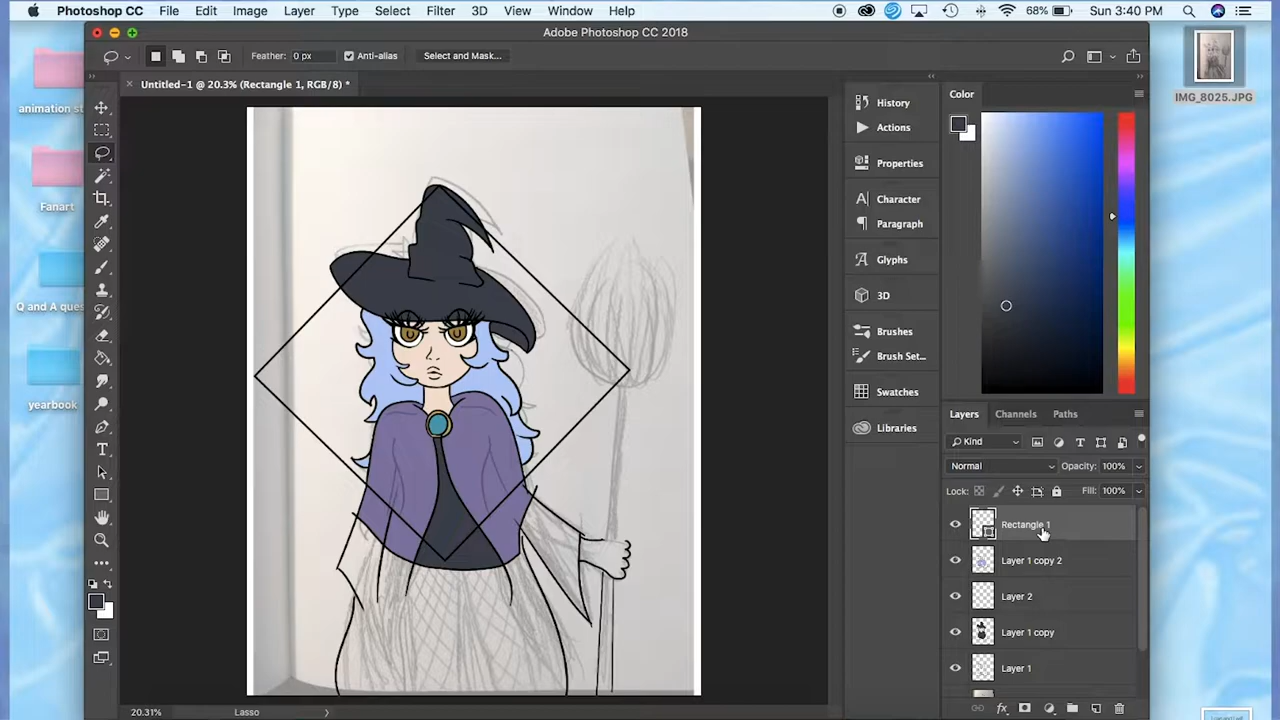 Photoshop CC File Edit Image Layer Type Select Filter 3D View Window Help 68% Sun 3:40 PM
Adobe Photoshop CC 2018
Feather: 0 px Anti-alias Select and Mask...
Untitled-1 @ 20.3% (Rectangle 1, RGB/8) *
animation st
Fanart
Q and A ques
yearbook
IMG_8025.JPG
History
Actions
Properties
Character
Paragraph
Glyphs
3D
Brushes
Brush Set...
Swatches
Libraries
Color
Layers Channels Paths
Kind
Normal Opacity: 100%
Lock: Fill: 100%
Rectangle 1
Layer 1 copy 2
Layer 2
Layer 1 copy
Layer 1
20.31% Lasso